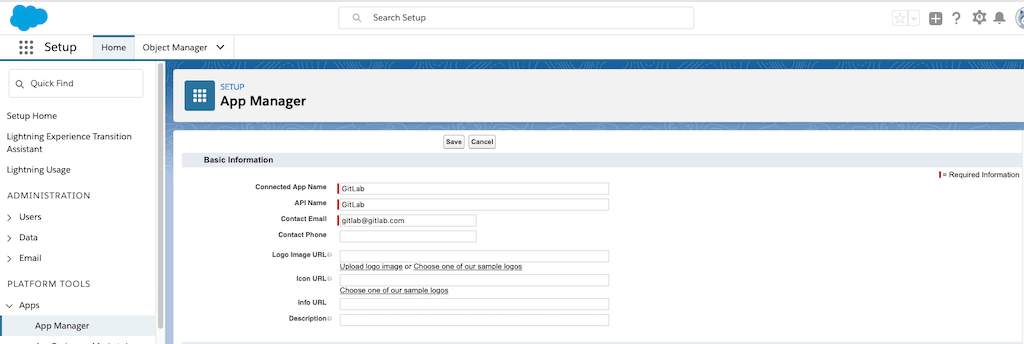 Search Setup
Setup
Home
Object Manager
Quick Find
Setup Home
Lightning Experience Transition
Assistant
Lightning Usage
ADMINISTRATION
Users
Data
Email
PLATFORM TOOLS
Apps
App Manager
SETUP
App Manager
Save Cancel
Basic Information
= Required Information
Connected App Name GitLab
API Name GitLab
Contact Email gitlab@gitlab.com
Contact Phone
Logo Image URL
Upload logo image or Choose one of our sample logos
Icon URL
Choose one of our sample logos
Info URL
Description